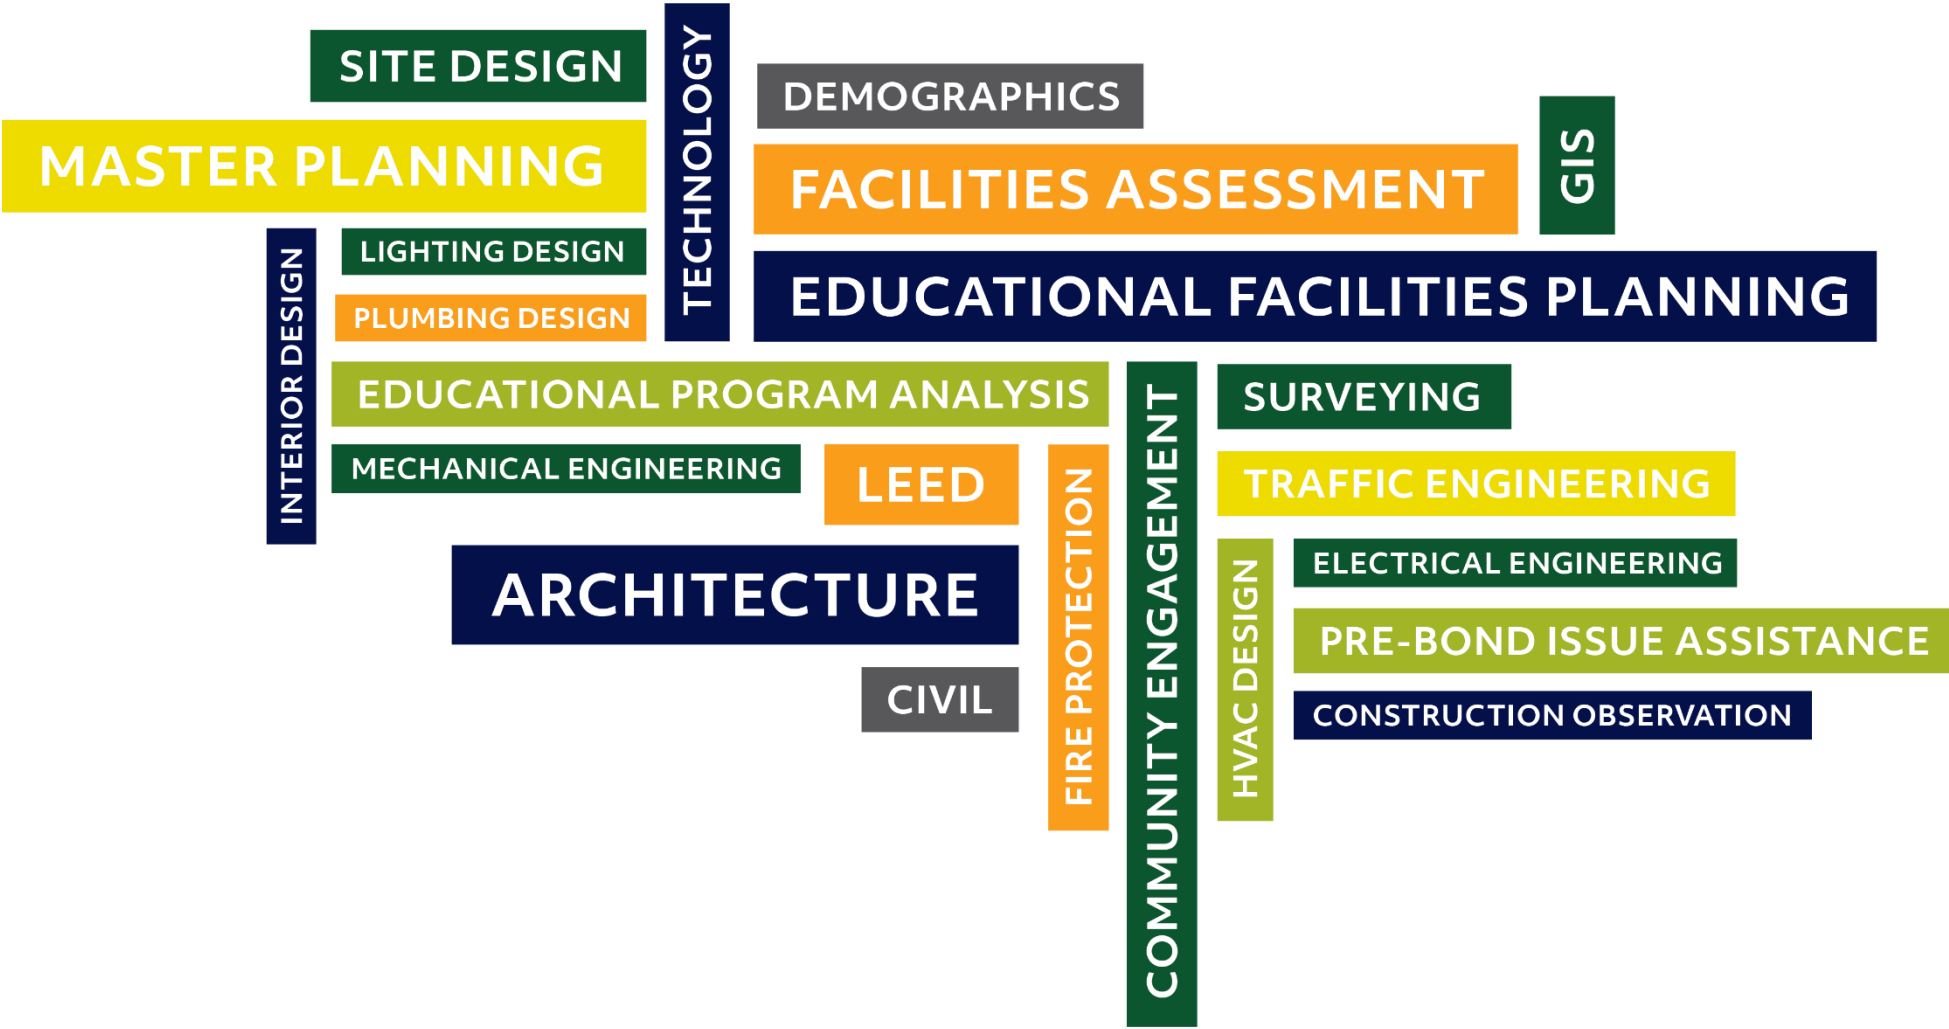 SITE DESIGN
TECHNOLOGY
DEMOGRAPHICS
GIS
MASTER PLANNING
FACILITIES ASSESSMENT
INTERIOR DESIGN
LIGHTING DESIGN
EDUCATIONAL FACILITIES PLANNING
PLUMBING DESIGN
EDUCATIONAL PROGRAM ANALYSIS
COMMUNITY ENGAGEMENT
SURVEYING
MECHANICAL ENGINEERING
LEED
FIRE PROTECTION
TRAFFIC ENGINEERING
ARCHITECTURE
HVAC DESIGN
ELECTRICAL ENGINEERING
PRE-BOND ISSUE ASSISTANCE
CIVIL
CONSTRUCTION OBSERVATION